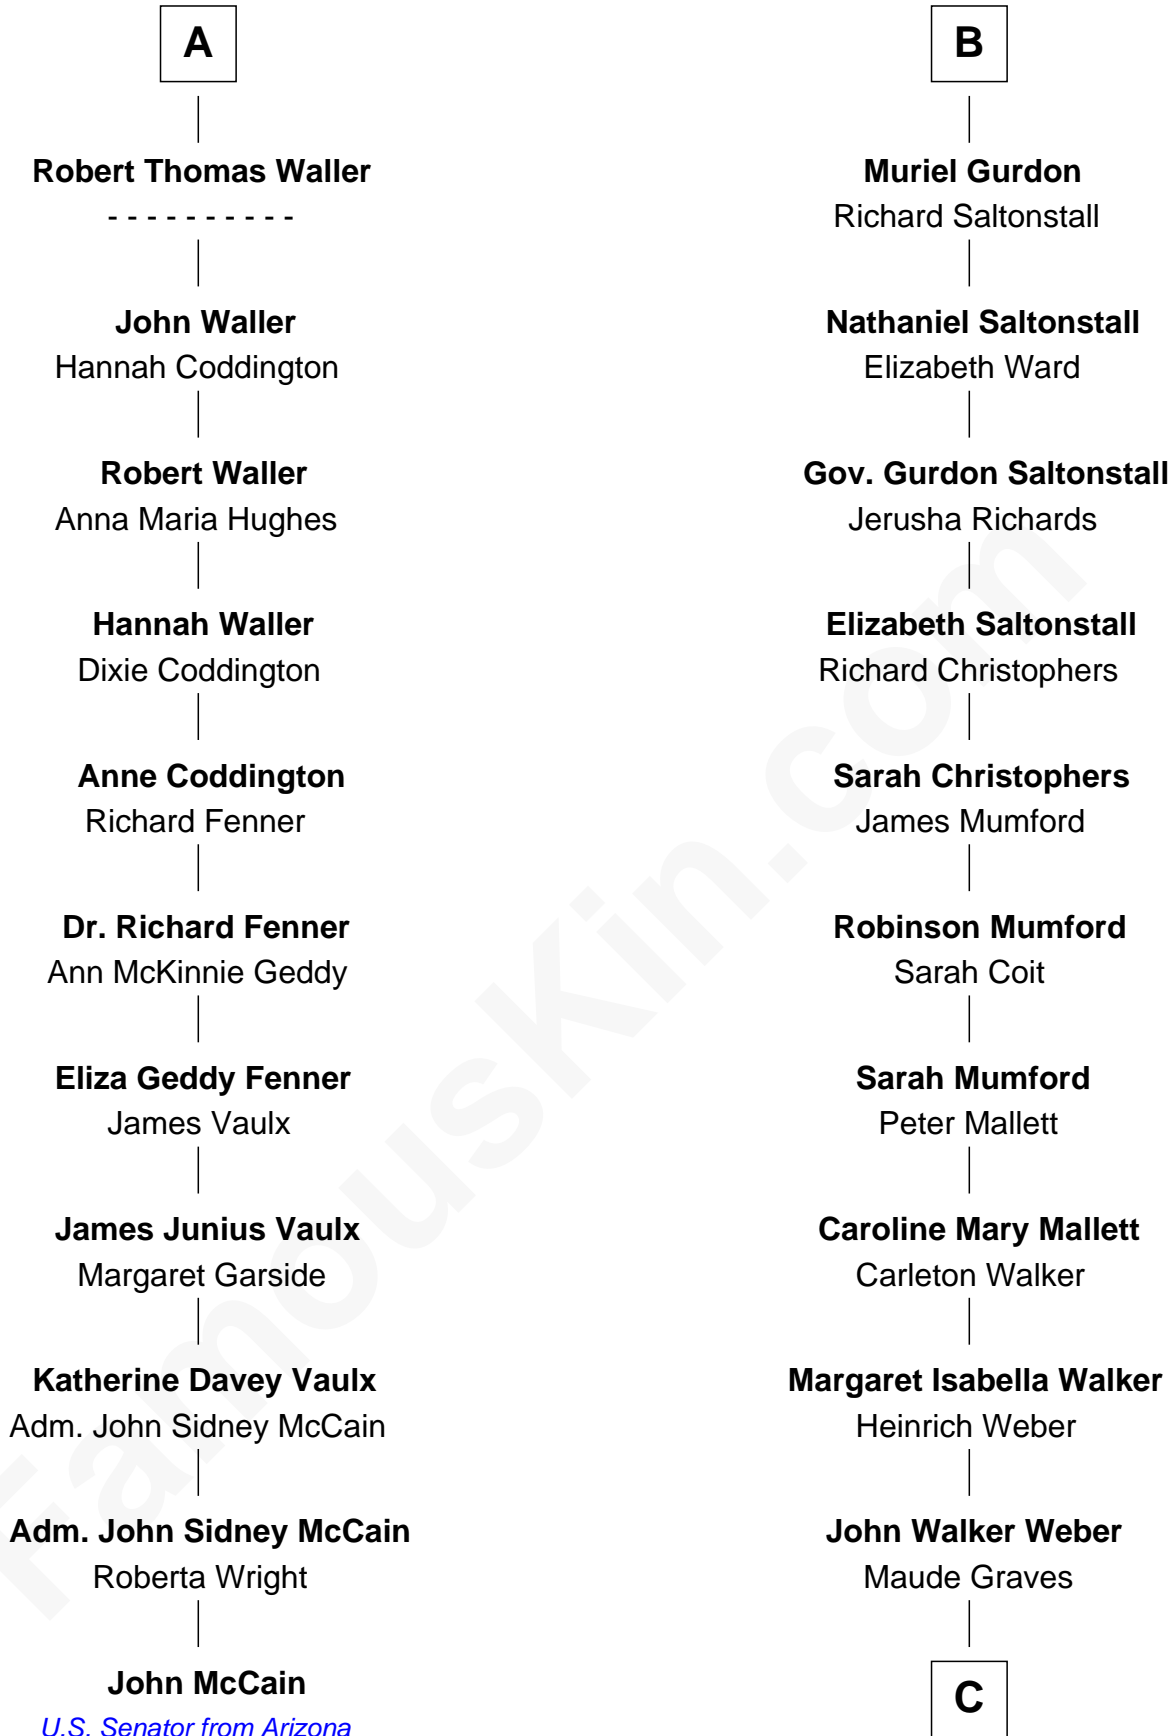 A
Robert Thomas Waller
- - - - - - - - - -
John Waller
Hannah Coddington
Robert Waller
Anna Maria Hughes
Hannah Waller
Dixie Coddington
Anne Coddington
Richard Fenner
Dr. Richard Fenner
Ann McKinnie Geddy
Eliza Geddy Fenner
James Vaulx
James Junius Vaulx
Margaret Garside
Katherine Davey Vaulx
Adm. John Sidney McCain
Adm. John Sidney McCain
Roberta Wright
John McCain
U.S. Senator from Arizona
B
Muriel Gurdon
Richard Saltonstall
Nathaniel Saltonstall
Elizabeth Ward
Gov. Gurdon Saltonstall
Jerusha Richards
Elizabeth Saltonstall
Richard Christophers
Sarah Christophers
James Mumford
Robinson Mumford
Sarah Coit
Sarah Mumford
Peter Mallett
Caroline Mary Mallett
Carleton Walker
Margaret Isabella Walker
Heinrich Weber
John Walker Weber
Maude Graves
C
FamousKin.com